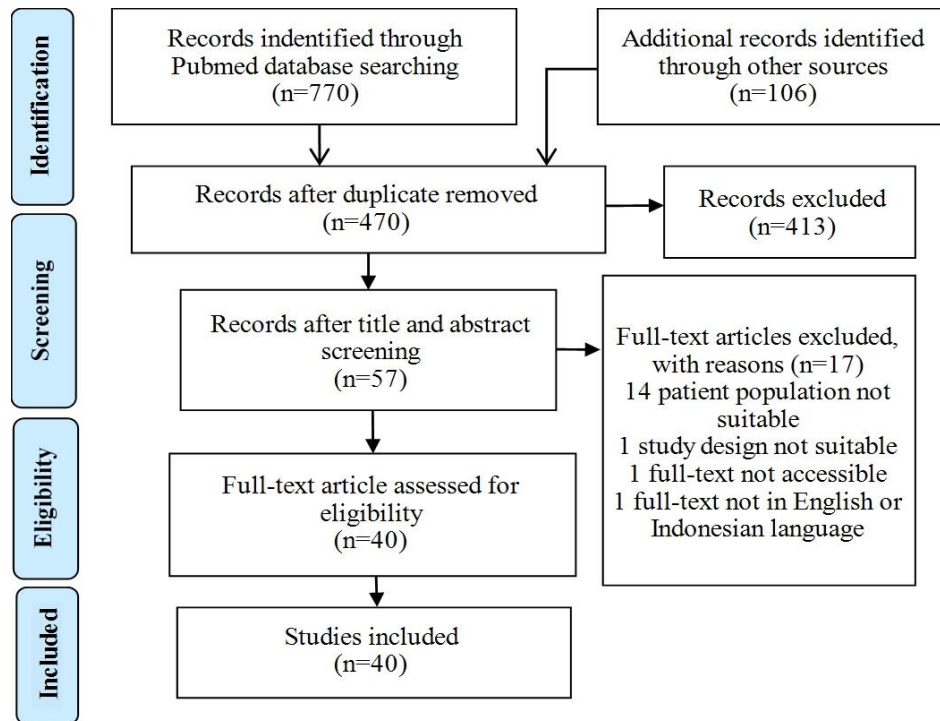 Identification
Records indentified through
Pubmed database searching
(n=770)
Additional records identified
through other sources
(n=106)
Records after duplicate removed
(n=470)
Records excluded
(n=413)
Screening
Records after title and abstract
screening
(n=57)
Full-text articles excluded,
with reasons (n=17)
14 patient population not
suitable
1 study design not suitable
1 full-text not accessible
1 full-text not in English or
Indonesian language
Eligibility
Full-text article assessed for
eligibility
(n=40)
Included
Studies included
(n=40)